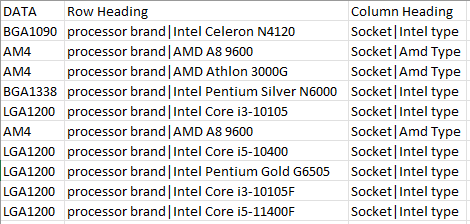 DATA Row Heading Column Heading
BGA1090 processor brand|Intel Celeron N4120 Socket|Intel type
AM4 processor brand|AMD A8 9600 Socket|Amd Type
AM4 processor brand|AMD Athlon 3000G Socket|Amd Type
BGA1338 processor brand|Intel Pentium Silver N6000 Socket|Intel type
LGA1200 processor brand|Intel Core i3-10105 Socket|Intel type
AM4 processor brand|AMD A8 9600 Socket|Amd Type
LGA1200 processor brand|Intel Core i5-10400 Socket|Intel type
LGA1200 processor brand|Intel Pentium Gold G6505 Socket|Intel type
LGA1200 processor brand|Intel Core i3-10105F Socket|Intel type
LGA1200 processor brand|Intel Core i5-11400F Socket|Intel type